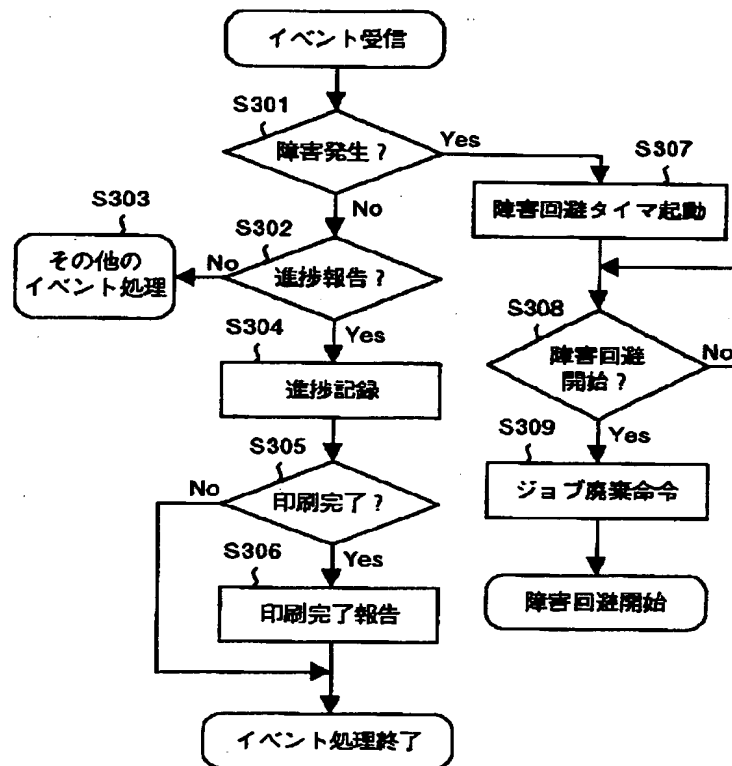 イベント受信
S301
障害発生？
Yes
No
S307
障害回避タイマ起動
S303
その他の
イベント処理
S302
No
進捗報告？
Yes
S304
進捗記録
S308
障害回避
開始？
No
Yes
S305
No
印刷完了？
Yes
S309
ジョブ廃棄命令
S306
印刷完了報告
障害回避開始
イベント処理終了